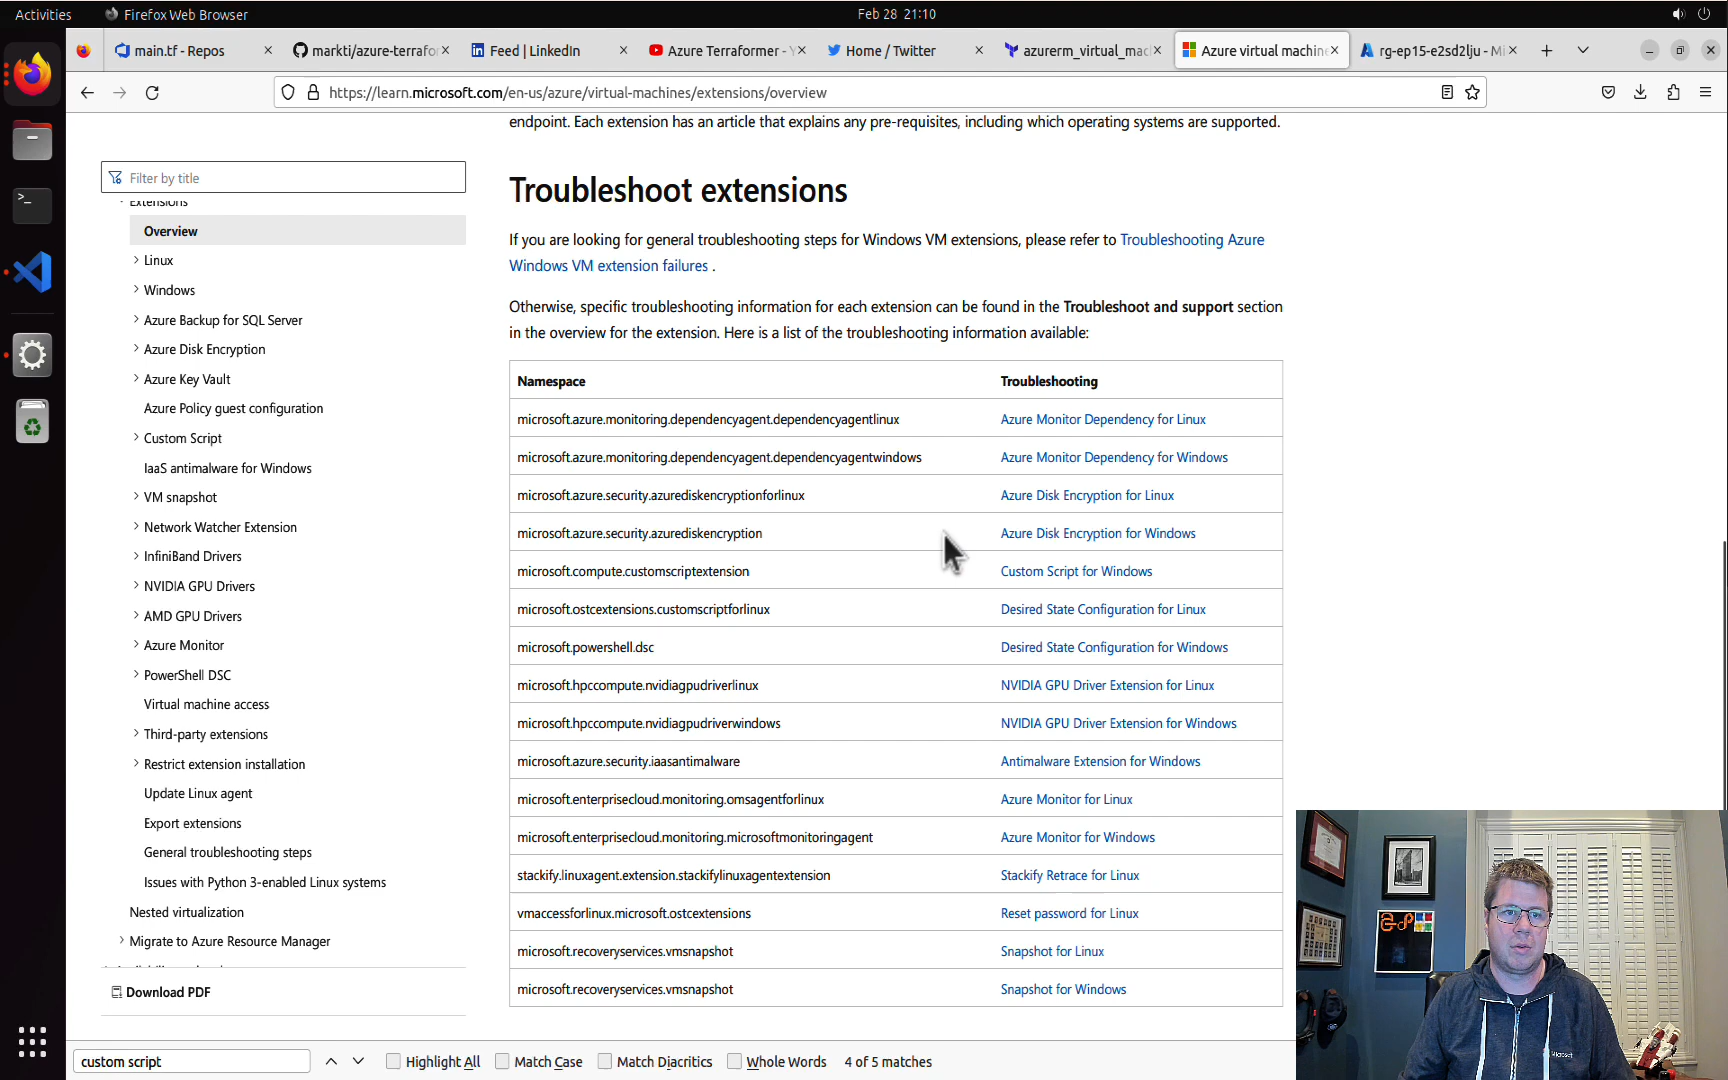 Activities
Firefox Web Browser
Feb 28 21:10
main.tf - Repos
markti/azure-terrafor
Feed | LinkedIn
Azure Terraformer - Y
Home / Twitter
azurerm_virtual_mac
Azure virtual machine
rg-ep15-e2sd2lju - Mi
https://learn.microsoft.com/en-us/azure/virtual-machines/extensions/overview
endpoint. Each extension has an article that explains any pre-requisites, including which operating systems are supported.
Filter by title
Extensions
Overview
Linux
Windows
Azure Backup for SQL Server
Azure Disk Encryption
Azure Key Vault
Azure Policy guest configuration
Custom Script
IaaS antimalware for Windows
VM snapshot
Network Watcher Extension
InfiniBand Drivers
NVIDIA GPU Drivers
AMD GPU Drivers
Azure Monitor
PowerShell DSC
Virtual machine access
Third-party extensions
Restrict extension installation
Update Linux agent
Export extensions
General troubleshooting steps
Issues with Python 3-enabled Linux systems
Nested virtualization
Migrate to Azure Resource Manager
Download PDF
Troubleshoot extensions
If you are looking for general troubleshooting steps for Windows VM extensions, please refer to Troubleshooting Azure
Windows VM extension failures .
Otherwise, specific troubleshooting information for each extension can be found in the Troubleshoot and support section
in the overview for the extension. Here is a list of the troubleshooting information available:
Namespace Troubleshooting
microsoft.azure.monitoring.dependencyagent.dependencyagentlinux Azure Monitor Dependency for Linux
microsoft.azure.monitoring.dependencyagent.dependencyagentwindows Azure Monitor Dependency for Windows
microsoft.azure.security.azurediskencryptionforlinux Azure Disk Encryption for Linux
microsoft.azure.security.azurediskencryption Azure Disk Encryption for Windows
microsoft.compute.customscriptextension Custom Script for Windows
microsoft.ostcextensions.customscriptforlinux Desired State Configuration for Linux
microsoft.powershell.dsc Desired State Configuration for Windows
microsoft.hpccompute.nvidiagpudriverlinux NVIDIA GPU Driver Extension for Linux
microsoft.hpccompute.nvidiagpudriverwindows NVIDIA GPU Driver Extension for Windows
microsoft.azure.security.iaasantimalware Antimalware Extension for Windows
microsoft.enterprisecloud.monitoring.omsagentforlinux Azure Monitor for Linux
microsoft.enterprisecloud.monitoring.microsoftmonitoringagent Azure Monitor for Windows
stackify.linuxagent.extension.stackifylinuxagentextension Stackify Retrace for Linux
vmaccessforlinux.microsoft.ostcextensions Reset password for Linux
microsoft.recoveryservices.vmsnapshot Snapshot for Linux
microsoft.recoveryservices.vmsnapshot Snapshot for Windows
custom script
Highlight All
Match Case
Match Diacritics
Whole Words
4 of 5 matches
Microsoft